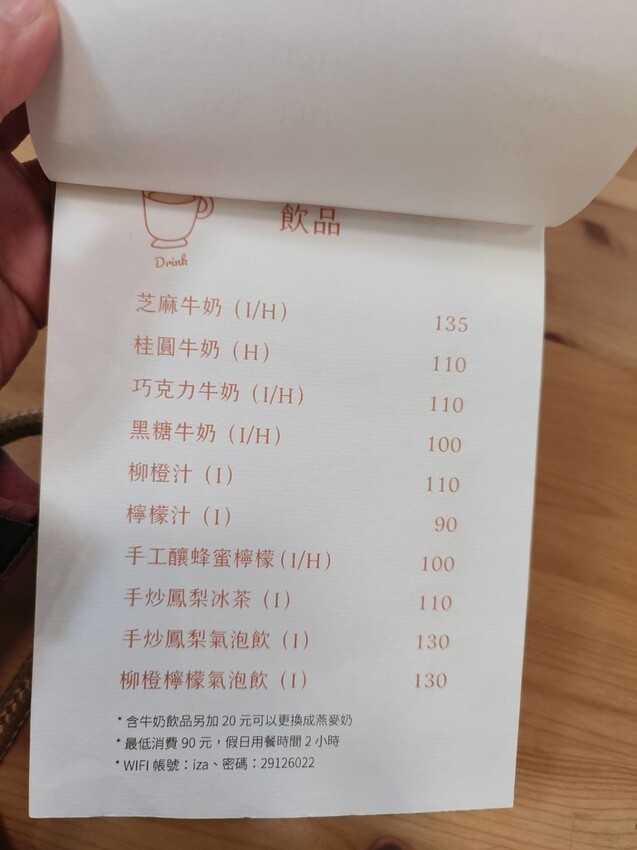 飲品
Drink
芝麻牛奶 (I/H) 135
桂圓牛奶 (H) 110
巧克力牛奶 (I/H) 110
黑糖牛奶 (I/H) 100
柳橙汁 (I) 110
檸檬汁 (I) 90
手工釀蜂蜜檸檬 (I/H) 100
手炒鳳梨冰茶 (I) 110
手炒鳳梨氣泡飲 (I) 130
柳橙檸檬氣泡飲 (I) 130
* 含牛奶飲品另加 20 元可以更換成燕麥奶
* 最低消費 90 元，假日用餐時間 2 小時
* WIFI 帳號：iza、密碼：29126022